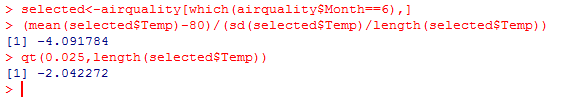 > selected<-airquality[which(airquality$Month==6),]
> (mean(selected$Temp)-80)/(sd(selected$Temp)/length(selected$Temp))
[1] -4.091784
> qt(0.025,length(selected$Temp))
[1] -2.042272
>